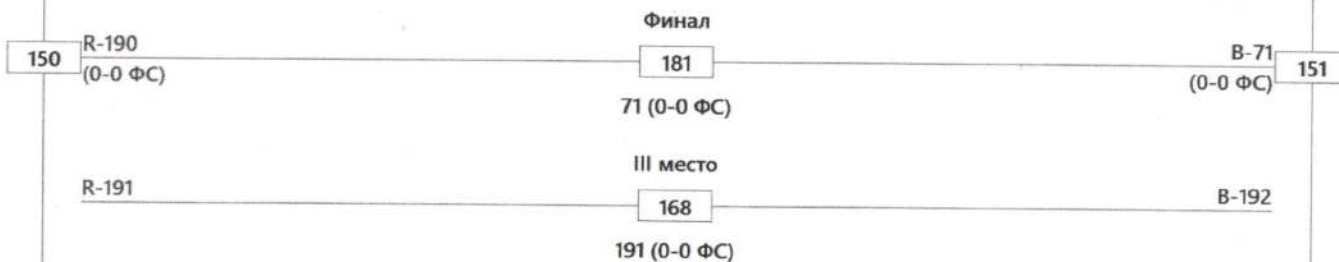 Финал
R-190
150
181
B-71
151
(0-0 ФС)
(0-0 ФС)
71 (0-0 ФС)
III место
R-191
168
B-192
191 (0-0 ФС)